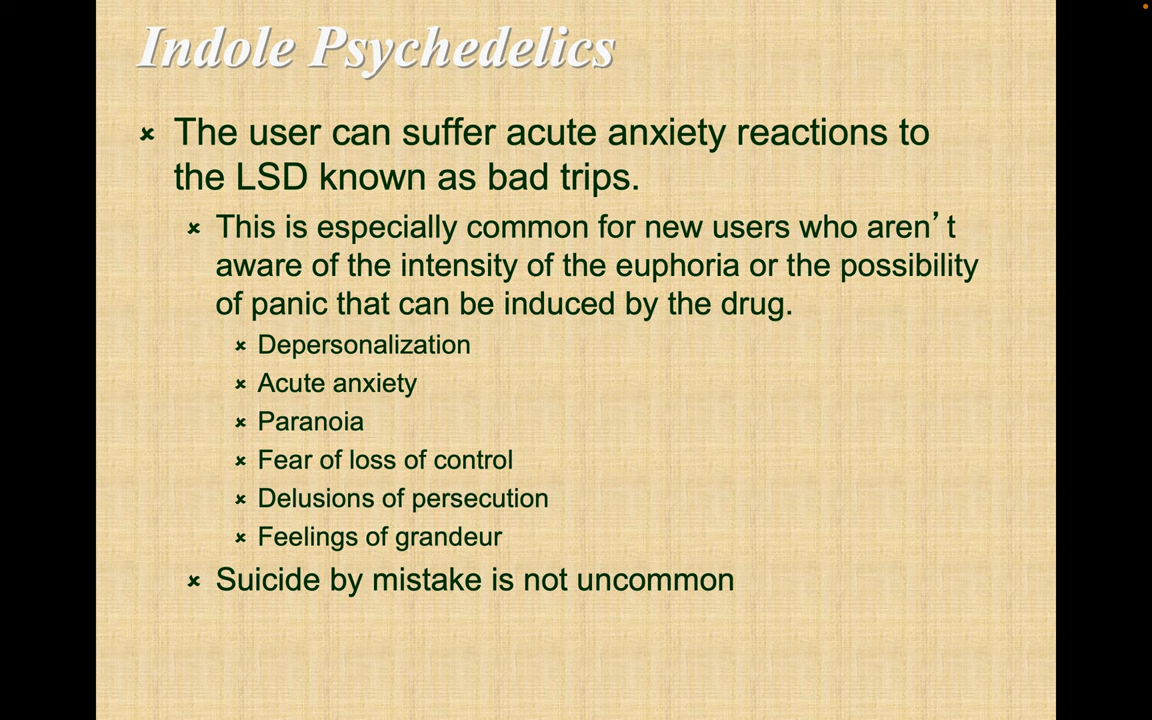 Indole Psychedelics
The user can suffer acute anxiety reactions to
the LSD known as bad trips.
This is especially common for new users who aren’t
aware of the intensity of the euphoria or the possibility
of panic that can be induced by the drug.
Depersonalization
Acute anxiety
Paranoia
Fear of loss of control
Delusions of persecution
Feelings of grandeur
Suicide by mistake is not uncommon